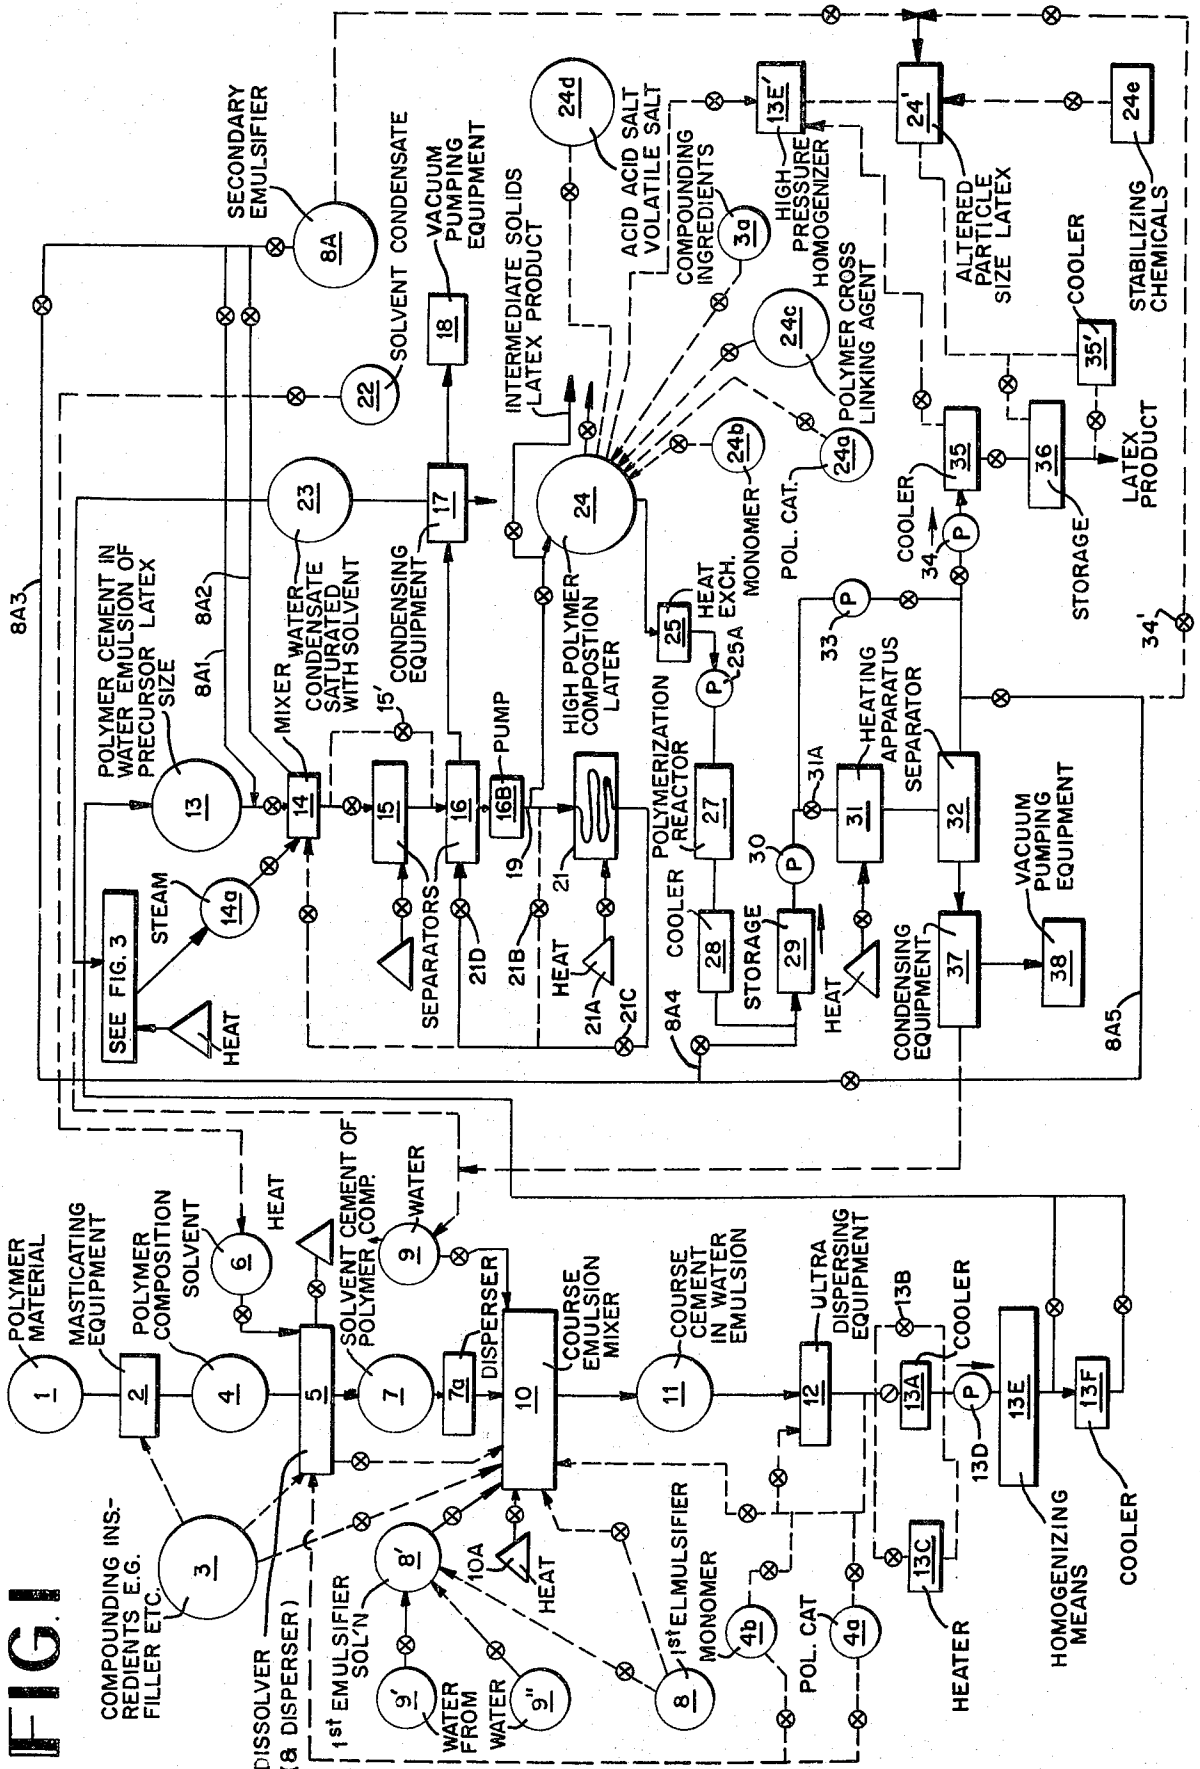 FIG.1
POLYMER
MATERIAL
1
MASTICATING
EQUIPMENT
2
COMPOUNDING INS.-
REDIENTS E.G.
FILLER ETC.
3
POLYMER
COMPOSITION
4
SOLVENT
6
HEAT
DISSOLVER
(& DISPERSER)
5
SOLVENT CEMENT OF
POLYMER COMP.
7
DISPERSER
7a
WATER
9
1st EMULSIFIER
SOL'N
8'
9'
WATER
FROM
WATER
9"
10A
HEAT
10
COURSE
EMULSION
MIXER
8
1st ELMULSIFIER
11
COURSE
CEMENT
IN WATER
EMULSION
MONOMER
4b
POL. CAT
4a
12
ULTRA
DISPERSING
EQUIPMENT
13B
13A
COOLER
13C
HEATER
P
13D
13E
HOMOGENIZING
MEANS
13F
COOLER
8A3
SEE FIG. 3
HEAT
STEAM
14a
POLYMER CEMENT IN
WATER EMULSION OF
PRECURSOR LATEX
SIZE
13
8A1
8A2
MIXER
14
WATER
CONDENSATE
SATURATED
WITH SOLVENT
23
SECONDARY
EMULSIFIER
8A
22
SOLVENT CONDENSATE
15'
15
SEPARATORS
16
CONDENSING
EQUIPMENT
17
18
VACUUM
PUMPING
EQUIPMENT
21D
16B
PUMP
19
21B
21
HEAT
21A
21C
INTERMEDIATE SOLIDS
LATEX PRODUCT
24
HIGH POLYMER
COMPOSTION
LATER
24d
ACID ACID SALT
VOLATILE SALT
COMPOUNDING
INGREDIENTS
3a
24c
POLYMER CROSS
LINKING AGENT
24b
MONOMER
24a
POL. CAT.
25
HEAT
EXCH.
P
25A
POLYMERIZATION
REACTOR
27
COOLER
28
8A4
STORAGE
29
30
P
31A
HEAT
31
HEATING
APPARATUS
SEPARATOR
32
P
33
CONDENSING
EQUIPMENT
37
38
VACUUM
PUMPING
EQUIPMENT
8A5
13E'
HIGH
PRESSURE
HOMOGENIZER
24'
ALTERED
PARTICLE
SIZE LATEX
24e
STABILIZING
CHEMICALS
COOLER
35
34
P
36
STORAGE
35'
COOLER
LATEX
PRODUCT
34'